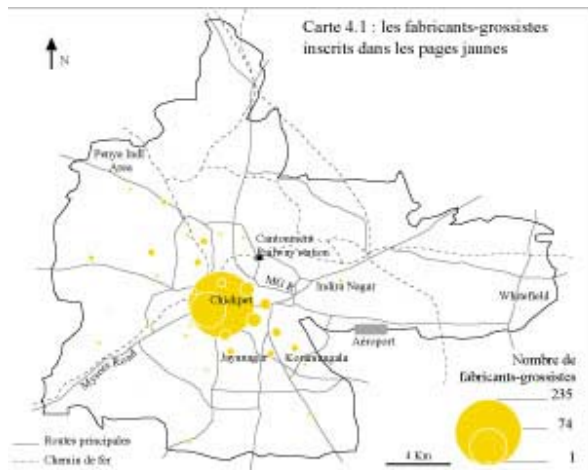 Carte 4.1 : les fabricants-grossistes
inscrits dans les pages jaunes
N
Penya Indl
Area
Cantonment
Railway station
MG R
Indira Nagar
Chickpet
Whitefield
Aéroport
Mysore Road
Jayanagar
Koramangala
Nombre de
fabricants-grossistes
235
74
1
Routes principales
Chemin de fer
4 Km